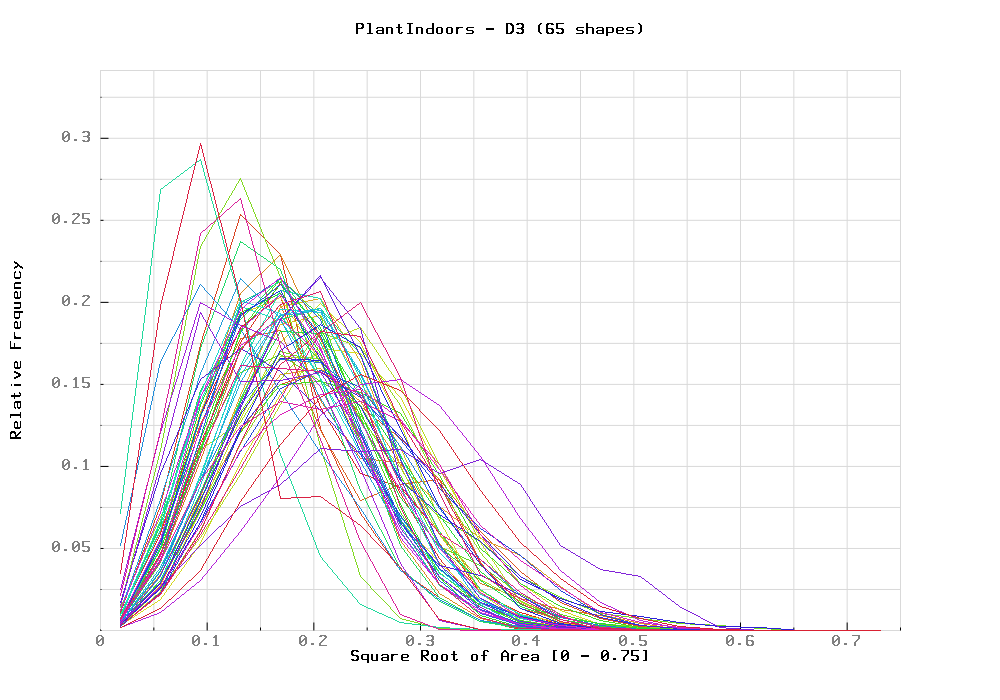 PlantIndoors - D3 (65 shapes)
0.3
0.25
0.2
0.15
0.1
0.05
Relative Frequency
0 0.1 0.2 0.3 0.4 0.5 0.6 0.7
Square Root of Area [0 - 0.75]